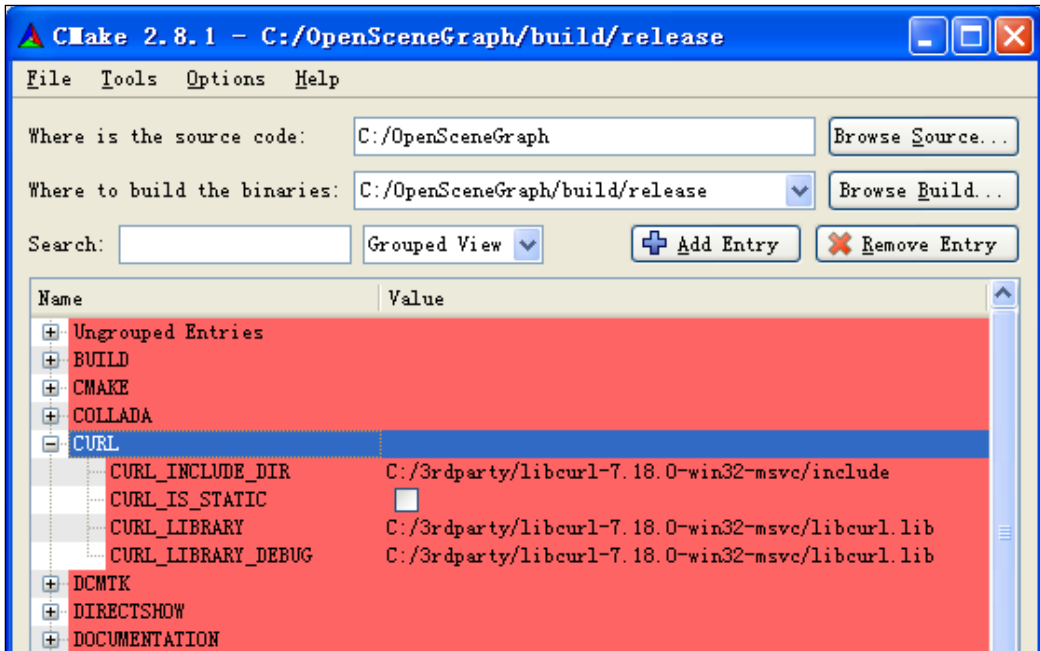 CMake 2.8.1 - C:/OpenSceneGraph/build/release
File Tools Options Help
Where is the source code: C:/OpenSceneGraph Browse Source...
Where to build the binaries: C:/OpenSceneGraph/build/release Browse Build...
Search: Grouped View Add Entry Remove Entry
Name Value
Ungrouped Entries
BUILD
CMAKE
COLLADA
CURL
CURL_INCLUDE_DIR C:/3rdparty/libcurl-7.18.0-win32-msvc/include
CURL_IS_STATIC
CURL_LIBRARY C:/3rdparty/libcurl-7.18.0-win32-msvc/libcurl.lib
CURL_LIBRARY_DEBUG C:/3rdparty/libcurl-7.18.0-win32-msvc/libcurl.lib
DCMTK
DIRECTSHOW
DOCUMENTATION